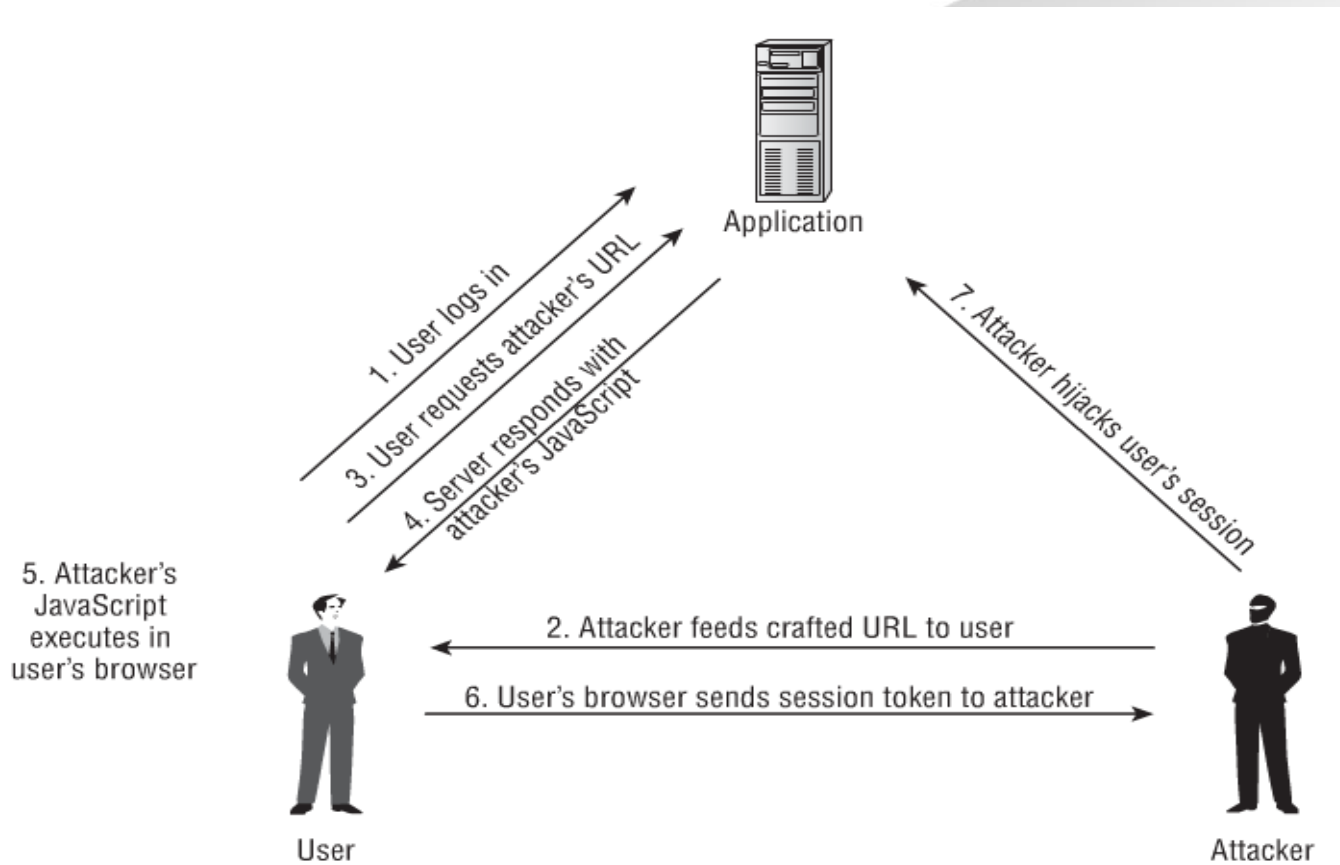 Application
1. User logs in
3. User requests attacker's URL
4. Server responds with
attacker's JavaScript
7. Attacker hijacks user's session
5. Attacker's
JavaScript
executes in
user's browser
2. Attacker feeds crafted URL to user
6. User's browser sends session token to attacker
User
Attacker